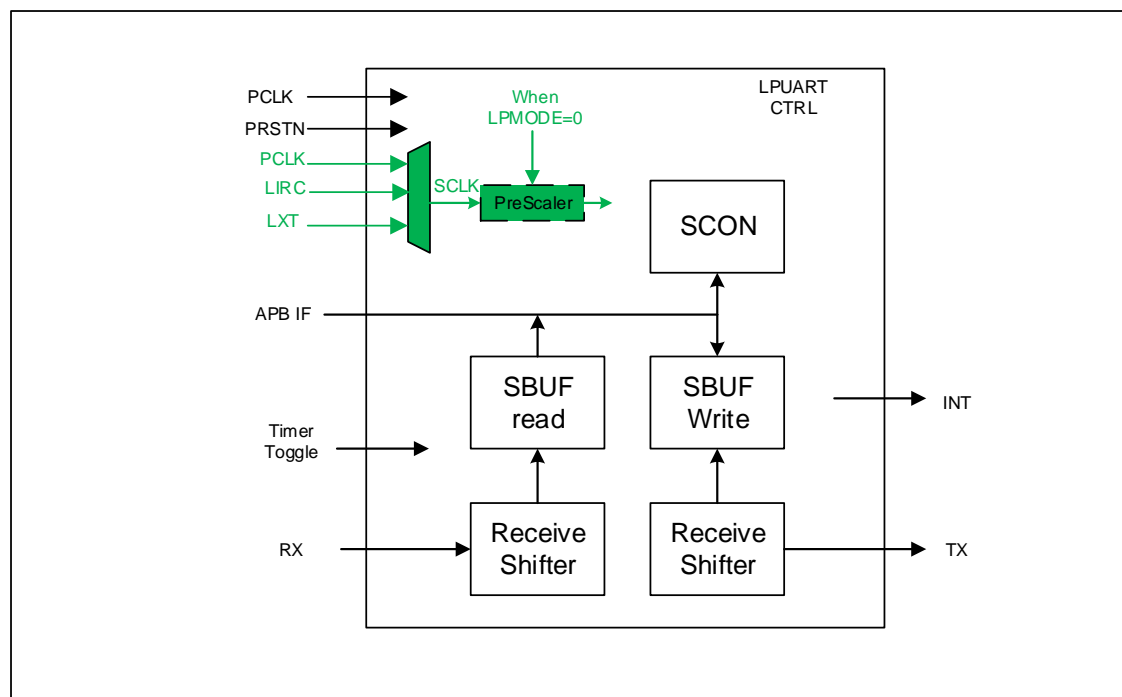 LPUART
CTRL
PCLK
PRSTN
When
LPMODE=0
PCLK
LIRC
LXT
SCLK
PreScaler
SCON
APB IF
SBUF
read
SBUF
Write
INT
Timer
Toggle
RX
Receive
Shifter
Receive
Shifter
TX